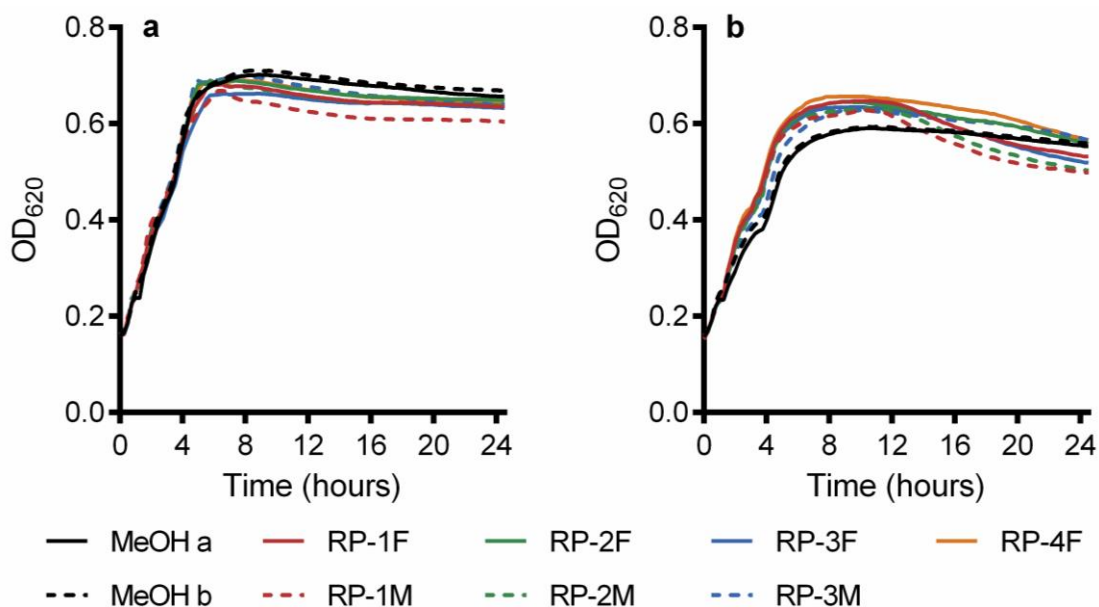 a
b
0.8
0.6
0.4
0.2
0.0
OD620
0 4 8 12 16 20 24
Time (hours)
0.8
0.6
0.4
0.2
0.0
OD620
0 4 8 12 16 20 24
Time (hours)
MeOH a RP-1F RP-2F RP-3F RP-4F
MeOH b RP-1M RP-2M RP-3M